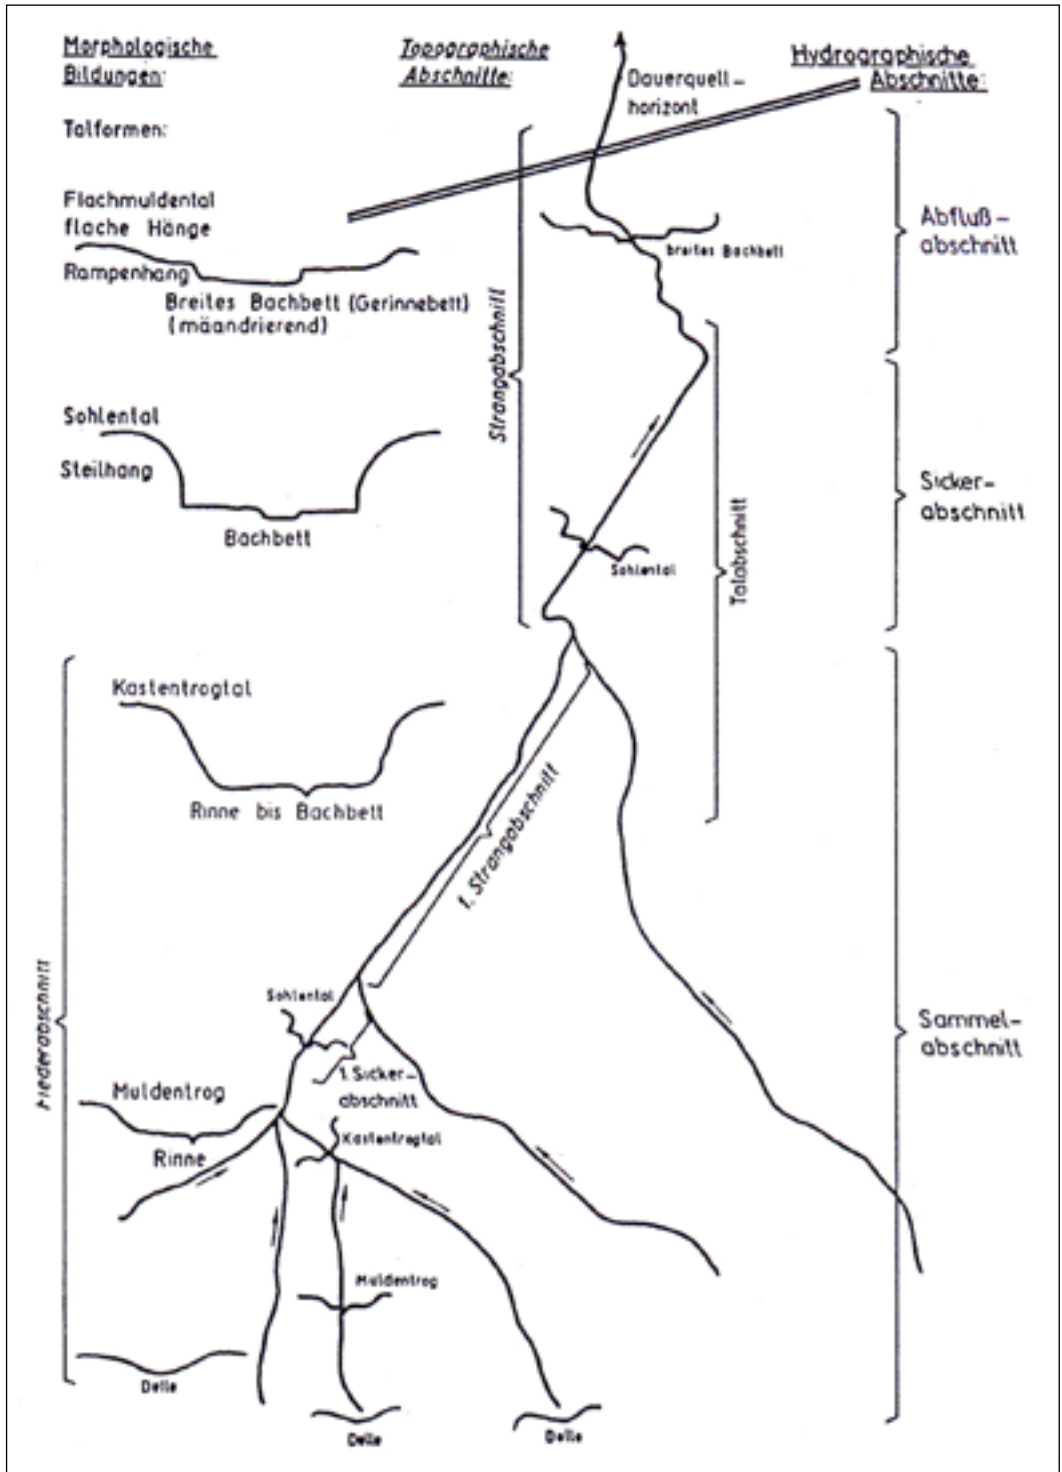 Morphologische
Bildungen:
Topographische
Abschnitte:
Hydrographische
Abschnitte:
Talformen:
Dauerquell-
horizont
Flachmuldental
flache Hänge
Rampenhang
Breites Bachbett (Gerinnebett)
(mäandrierend)
breites Bachbett
Abfluß-
abschnitt
Strangabschnitt
Sohlental
Steilhang
Bachbett
Sohlental
Talabschnitt
Sicker-
abschnitt
Kastentrogtal
Rinne bis Bachbett
1. Strangabschnitt
Fiederabschnitt
Sohlental
1. Sicker-
abschnitt
Sammel-
abschnitt
Muldentrog
Rinne
Kastentrogtal
Muldentrog
Delle
Delle
Delle